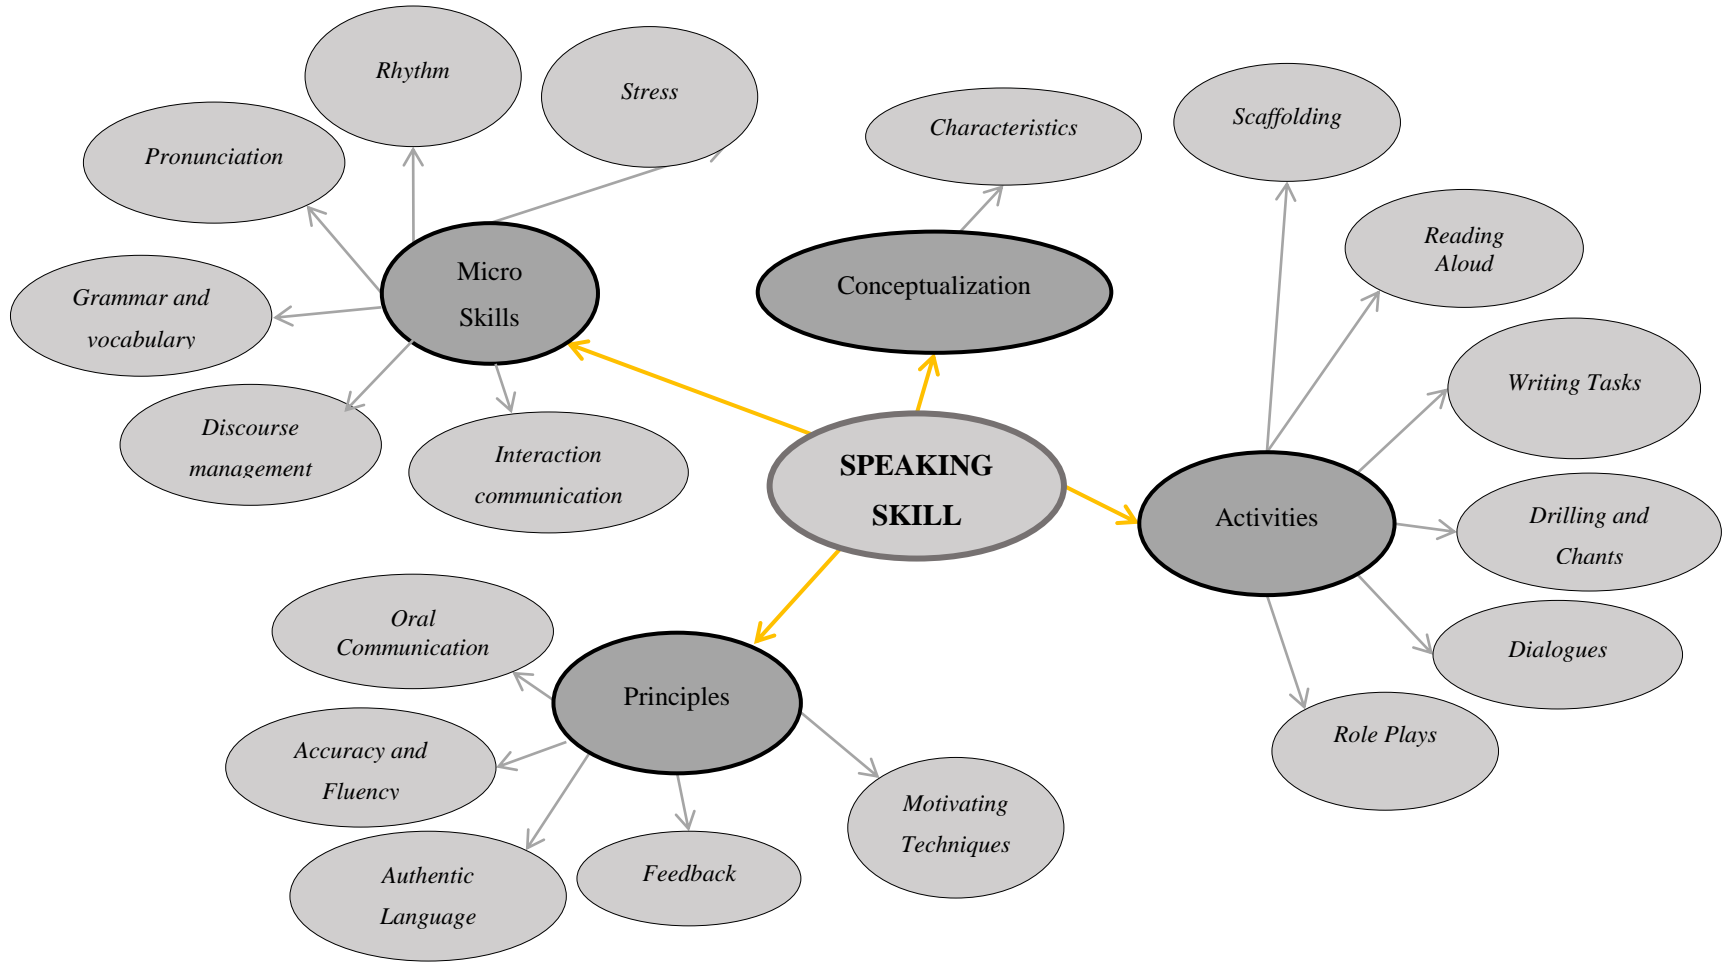 Rhythm
Stress
Pronunciation
Grammar and
vocabulary
Discourse
management
Interaction
communication
Micro
Skills
Characteristics
Conceptualization
SPEAKING
SKILL
Scaffolding
Reading
Aloud
Writing Tasks
Drilling and
Chants
Dialogues
Role Plays
Activities
Oral
Communication
Accuracy and
Fluency
Authentic
Language
Feedback
Motivating
Techniques
Principles